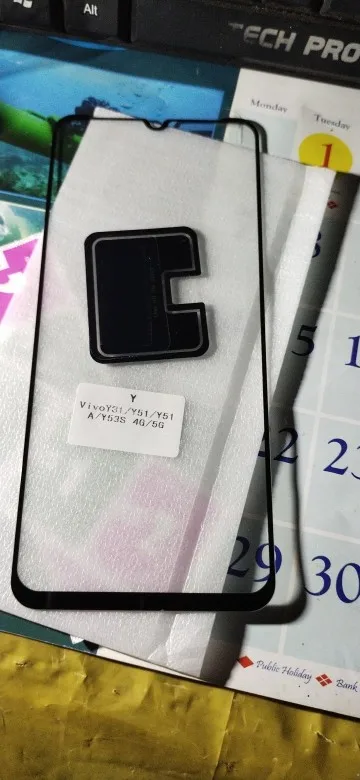 Alt
TECH PRO
Monday
Tuesday
1
Y
VivoY31/Y51/Y51
A/Y53S 4G/5G
5
22
29 30
Public Holiday
Bank